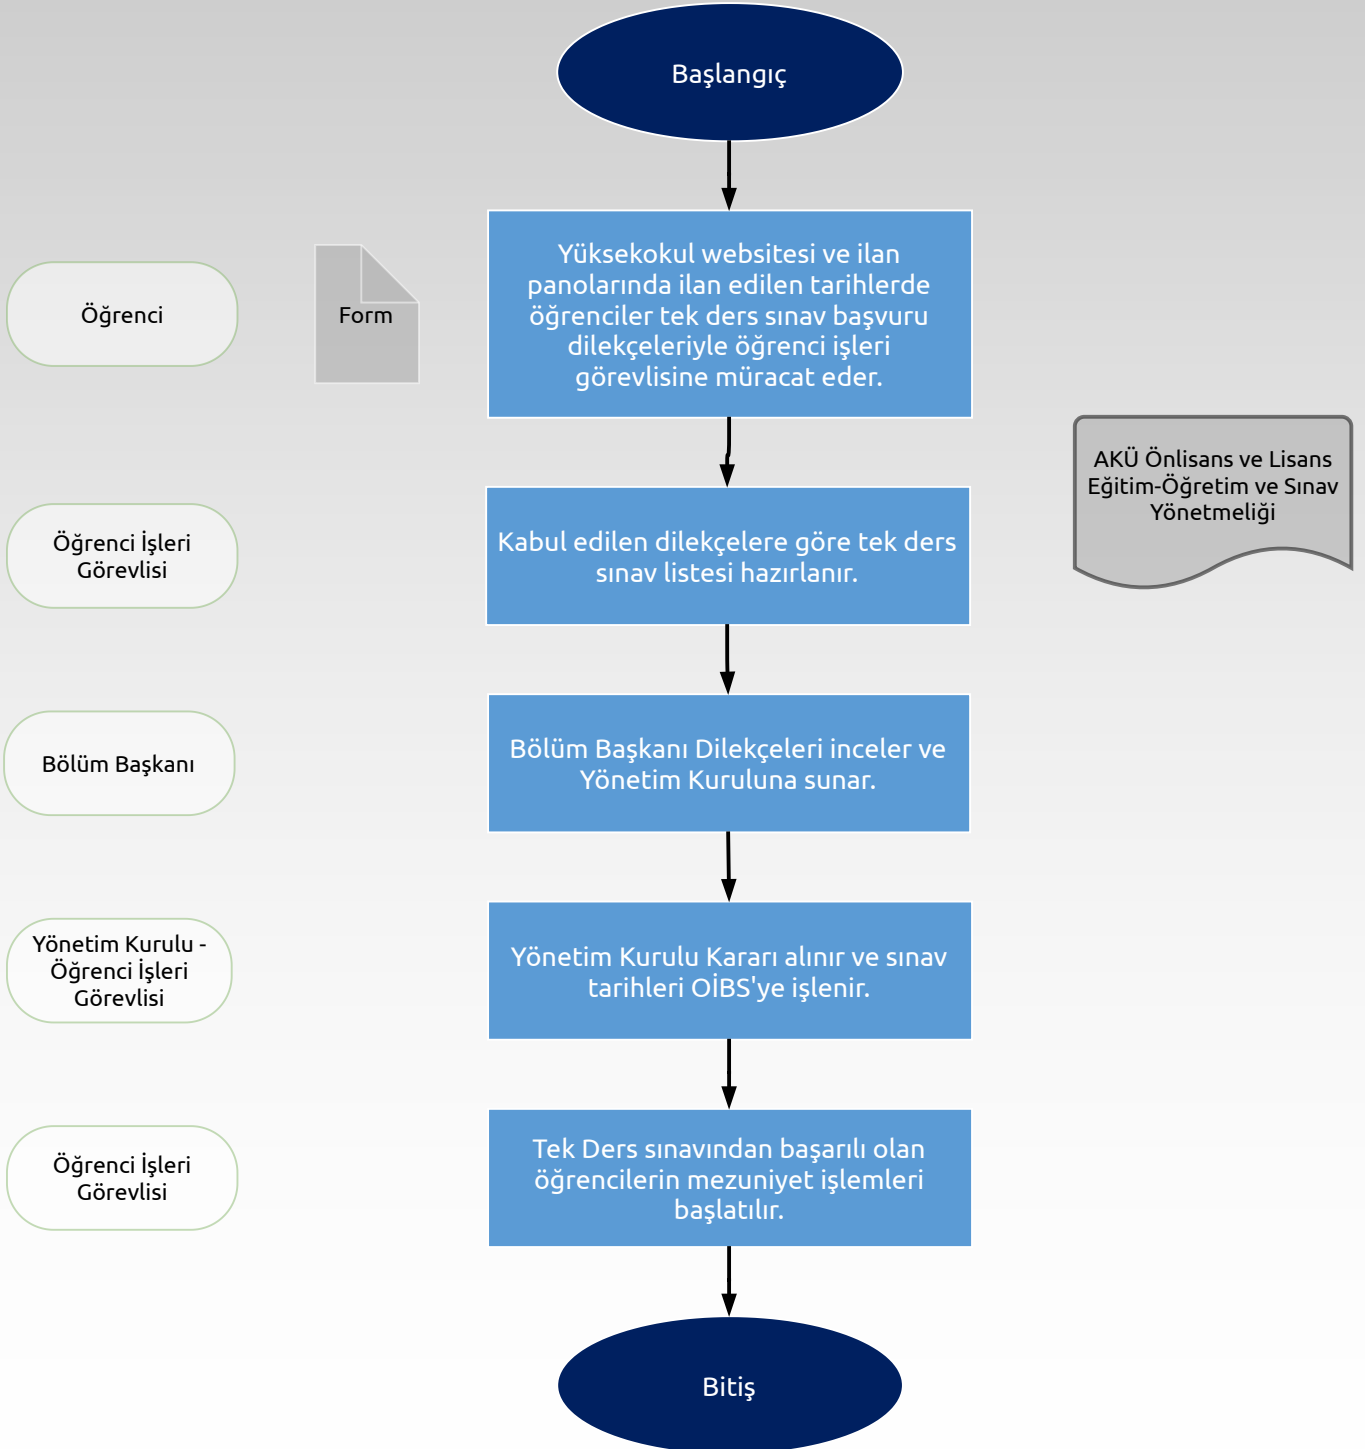 Başlangıç
Öğrenci
Form
Yüksekokul websitesi ve ilan
panolarında ilan edilen tarihlerde
öğrenciler tek ders sınav başvuru
dilekçeleriyle öğrenci işleri
görevlisine müracat eder.
AKÜ Önlisans ve Lisans
Eğitim-Öğretim ve Sınav
Yönetmeliği
Öğrenci İşleri
Görevlisi
Kabul edilen dilekçelere göre tek ders
sınav listesi hazırlanır.
Bölüm Başkanı
Bölüm Başkanı Dilekçeleri inceler ve
Yönetim Kuruluna sunar.
Yönetim Kurulu -
Öğrenci İşleri
Görevlisi
Yönetim Kurulu Kararı alınır ve sınav
tarihleri OİBS'ye işlenir.
Öğrenci İşleri
Görevlisi
Tek Ders sınavından başarılı olan
öğrencilerin mezuniyet işlemleri
başlatılır.
Bitiş